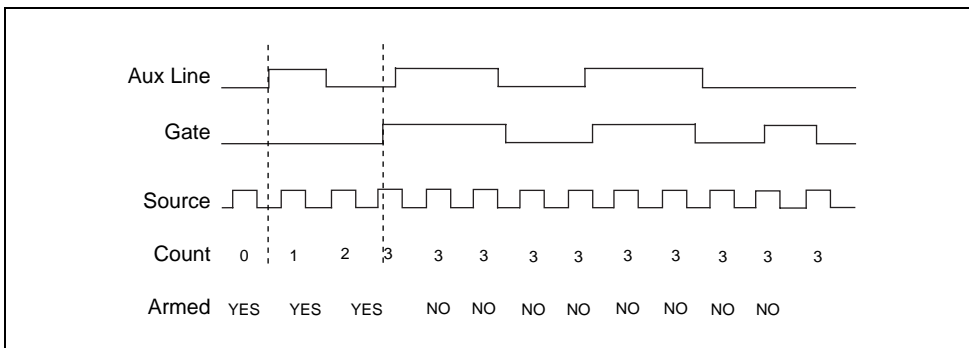 Aux Line
Gate
Source
Count 0 1 2 3 3 3 3 3 3 3 3 3 3
Armed YES YES YES NO NO NO NO NO NO NO NO